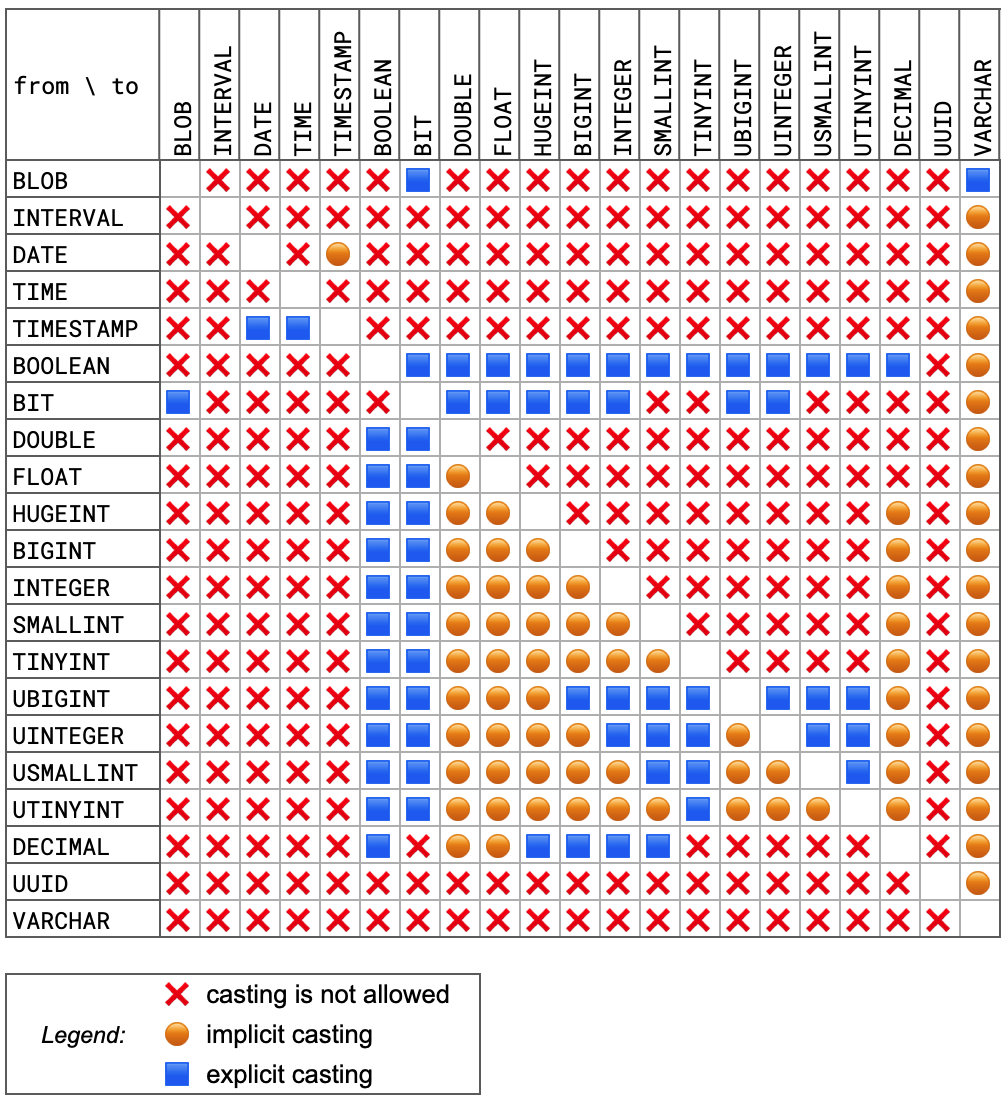 from \ to BLOB INTERVAL DATE TIME TIMESTAMP BOOLEAN BIT DOUBLE FLOAT HUGEINT BIGINT INTEGER SMALLINT TINYINT UBIGINT UINTEGER USMALLINT UTINYINT DECIMAL UUID VARCHAR
BLOB
INTERVAL
DATE
TIME
TIMESTAMP
BOOLEAN
BIT
DOUBLE
FLOAT
HUGEINT
BIGINT
INTEGER
SMALLINT
TINYINT
UBIGINT
UINTEGER
USMALLINT
UTINYINT
DECIMAL
UUID
VARCHAR
casting is not allowed
Legend: implicit casting
explicit casting